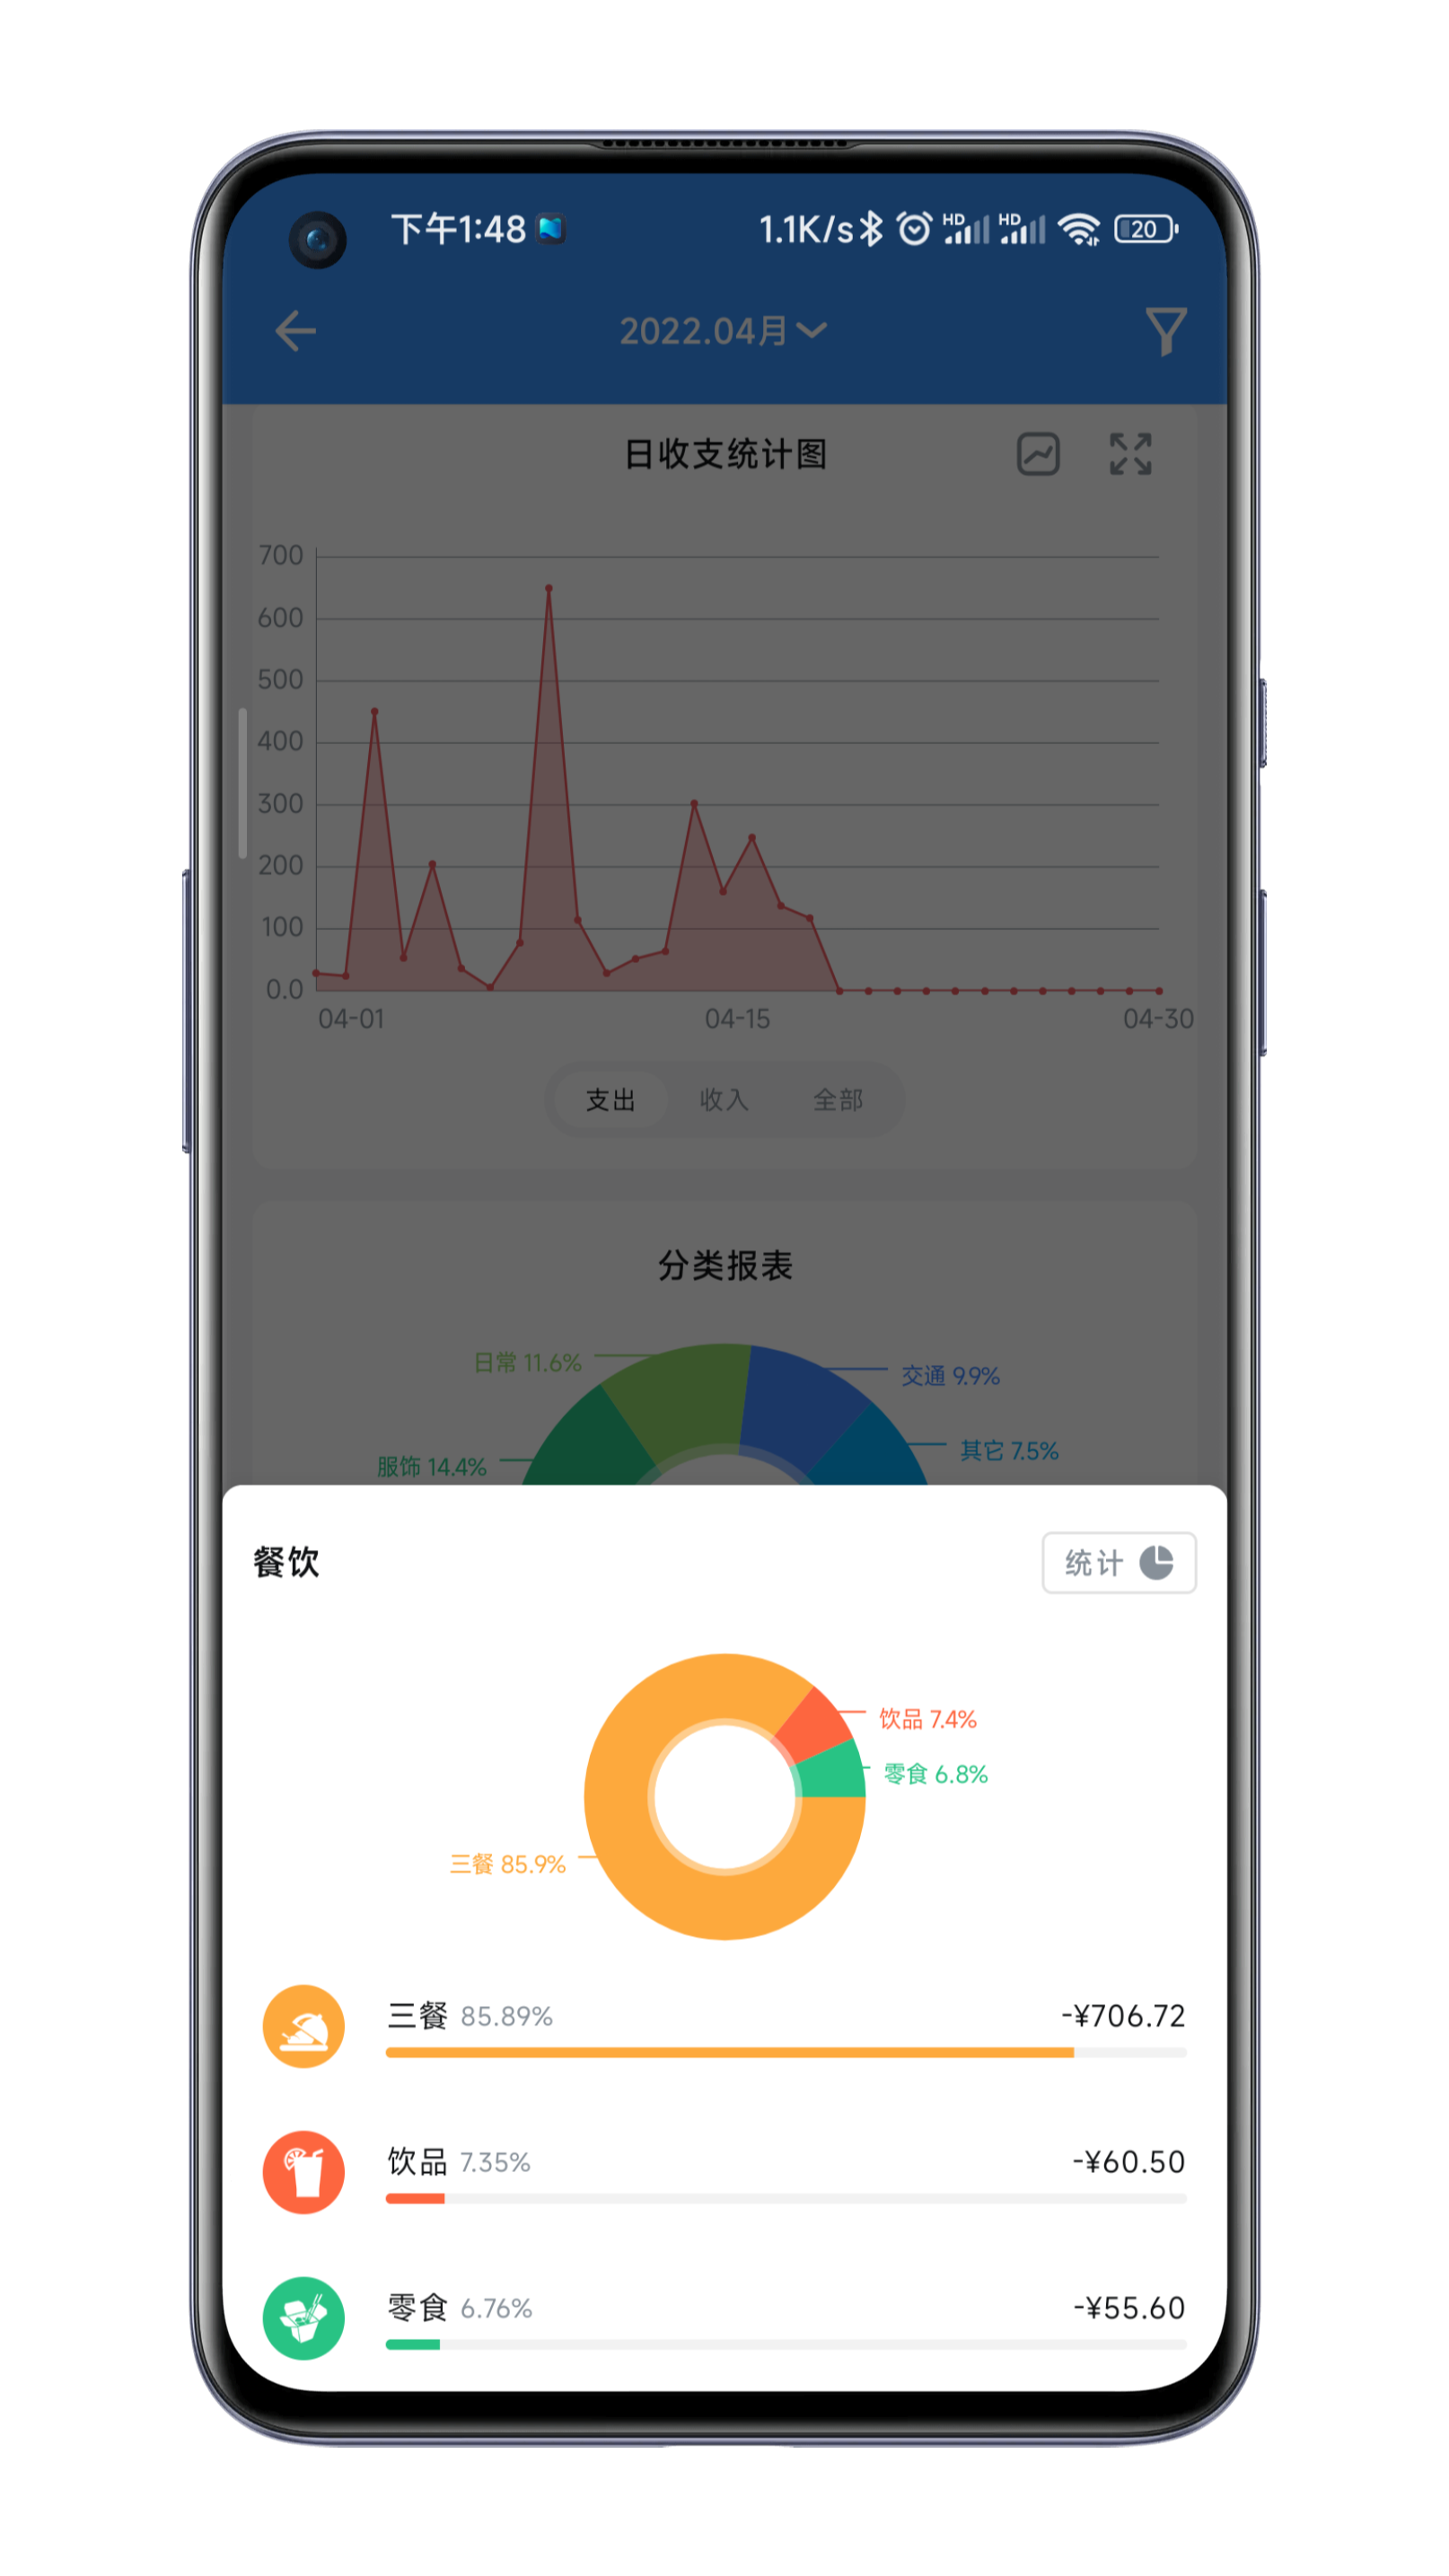 下午1:48 1.1K/s HD HD 20
2022.04月
日收支统计图
700
600
500
400
300
200
100
0.0
04-01 04-15 04-30
支出 收入 全部
分类报表
日常 11.6%
交通 9.9%
其它 7.5%
服饰 14.4%
餐饮 统计
饮品 7.4%
零食 6.8%
三餐 85.9%
三餐 85.89% -¥706.72
饮品 7.35% -¥60.50
零食 6.76% -¥55.60